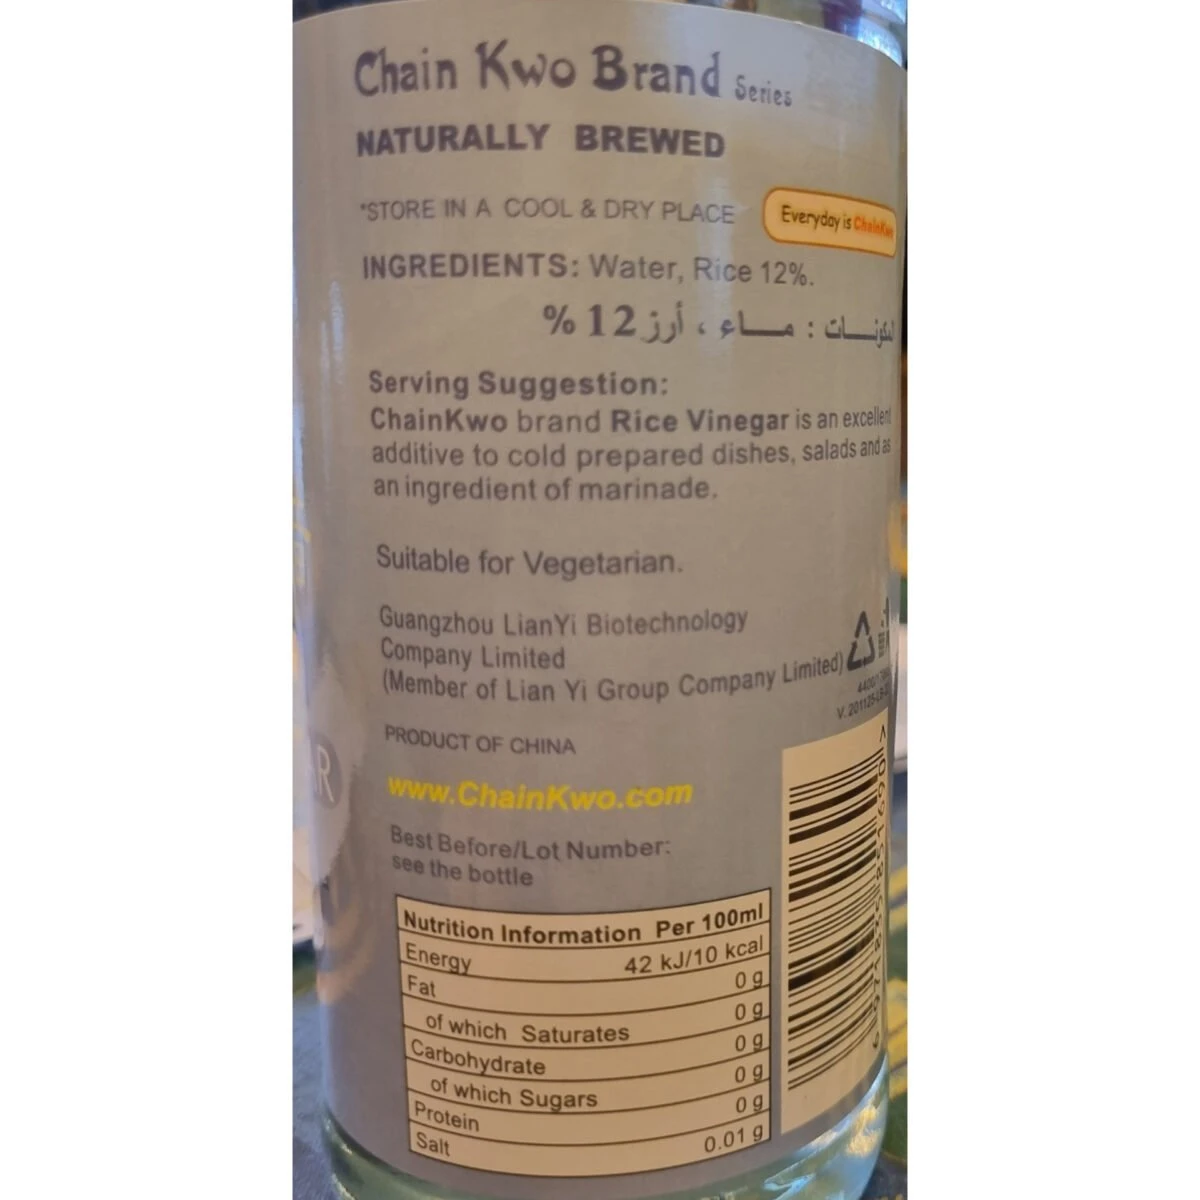 Chain Kwo Brand Series
NATURALLY BREWED
*STORE IN A COOL & DRY PLACE
Everyday is ChainKwo
INGREDIENTS: Water, Rice 12%.
المكونات : ماء ، أرز 12 %
Serving Suggestion:
ChainKwo brand Rice Vinegar is an excellent
additive to cold prepared dishes, salads and as
an ingredient of marinade.
Suitable for Vegetarian.
Guangzhou LianYi Biotechnology
Company Limited
(Member of Lian Yi Group Company Limited)
PRODUCT OF CHINA
www.ChainKwo.com
Best Before/Lot Number:
see the bottle
Nutrition Information Per 100ml
Energy 42 kJ/10 kcal
Fat 0 g
of which Saturates 0 g
Carbohydrate 0 g
of which Sugars 0 g
Protein 0 g
Salt 0.01 g